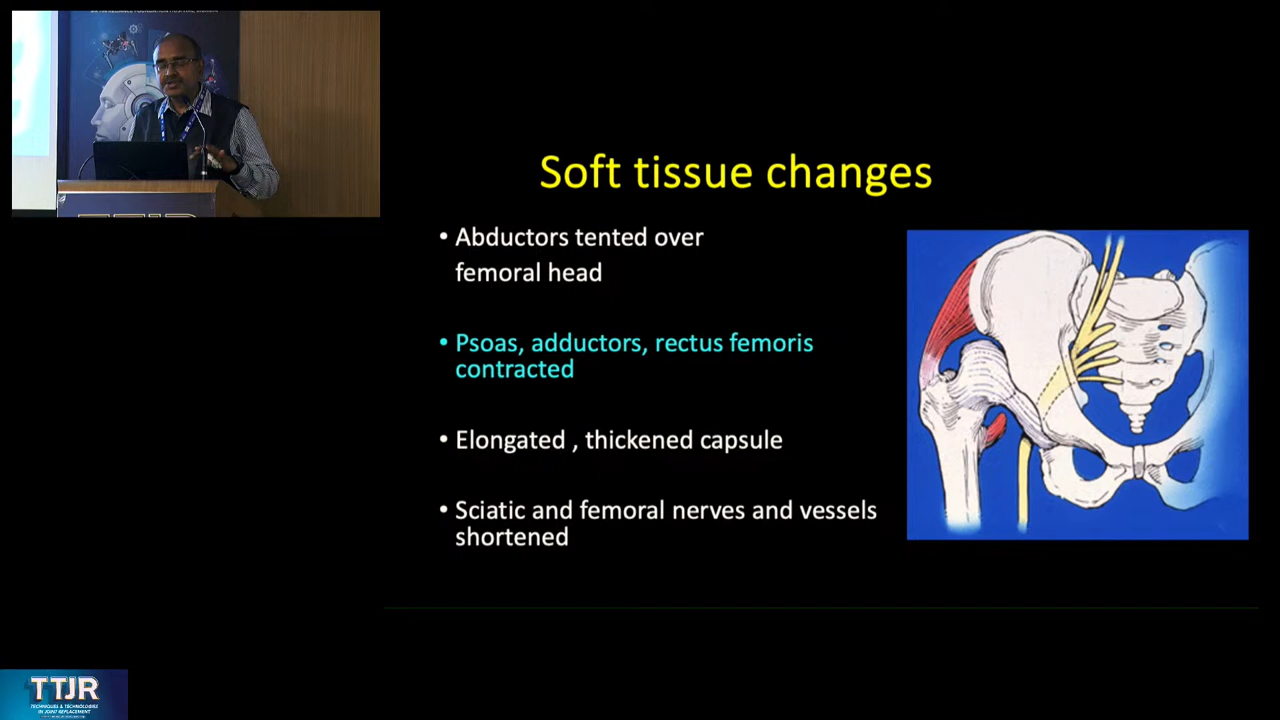 Soft tissue changes
• Abductors tented over
femoral head
• Psoas, adductors, rectus femoris
contracted
• Elongated , thickened capsule
• Sciatic and femoral nerves and vessels
shortened
TTJR
TECHNIQUES & TECHNOLOGIES
IN JOINT REPLACEMENT